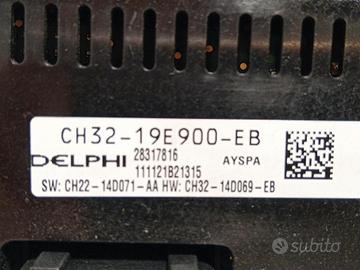 CH32-19E900-EB
DELPHI 28317816 AYSPA
111121B21315
SW: CH22-14D071-AA HW: CH32-14D069-EB
subito